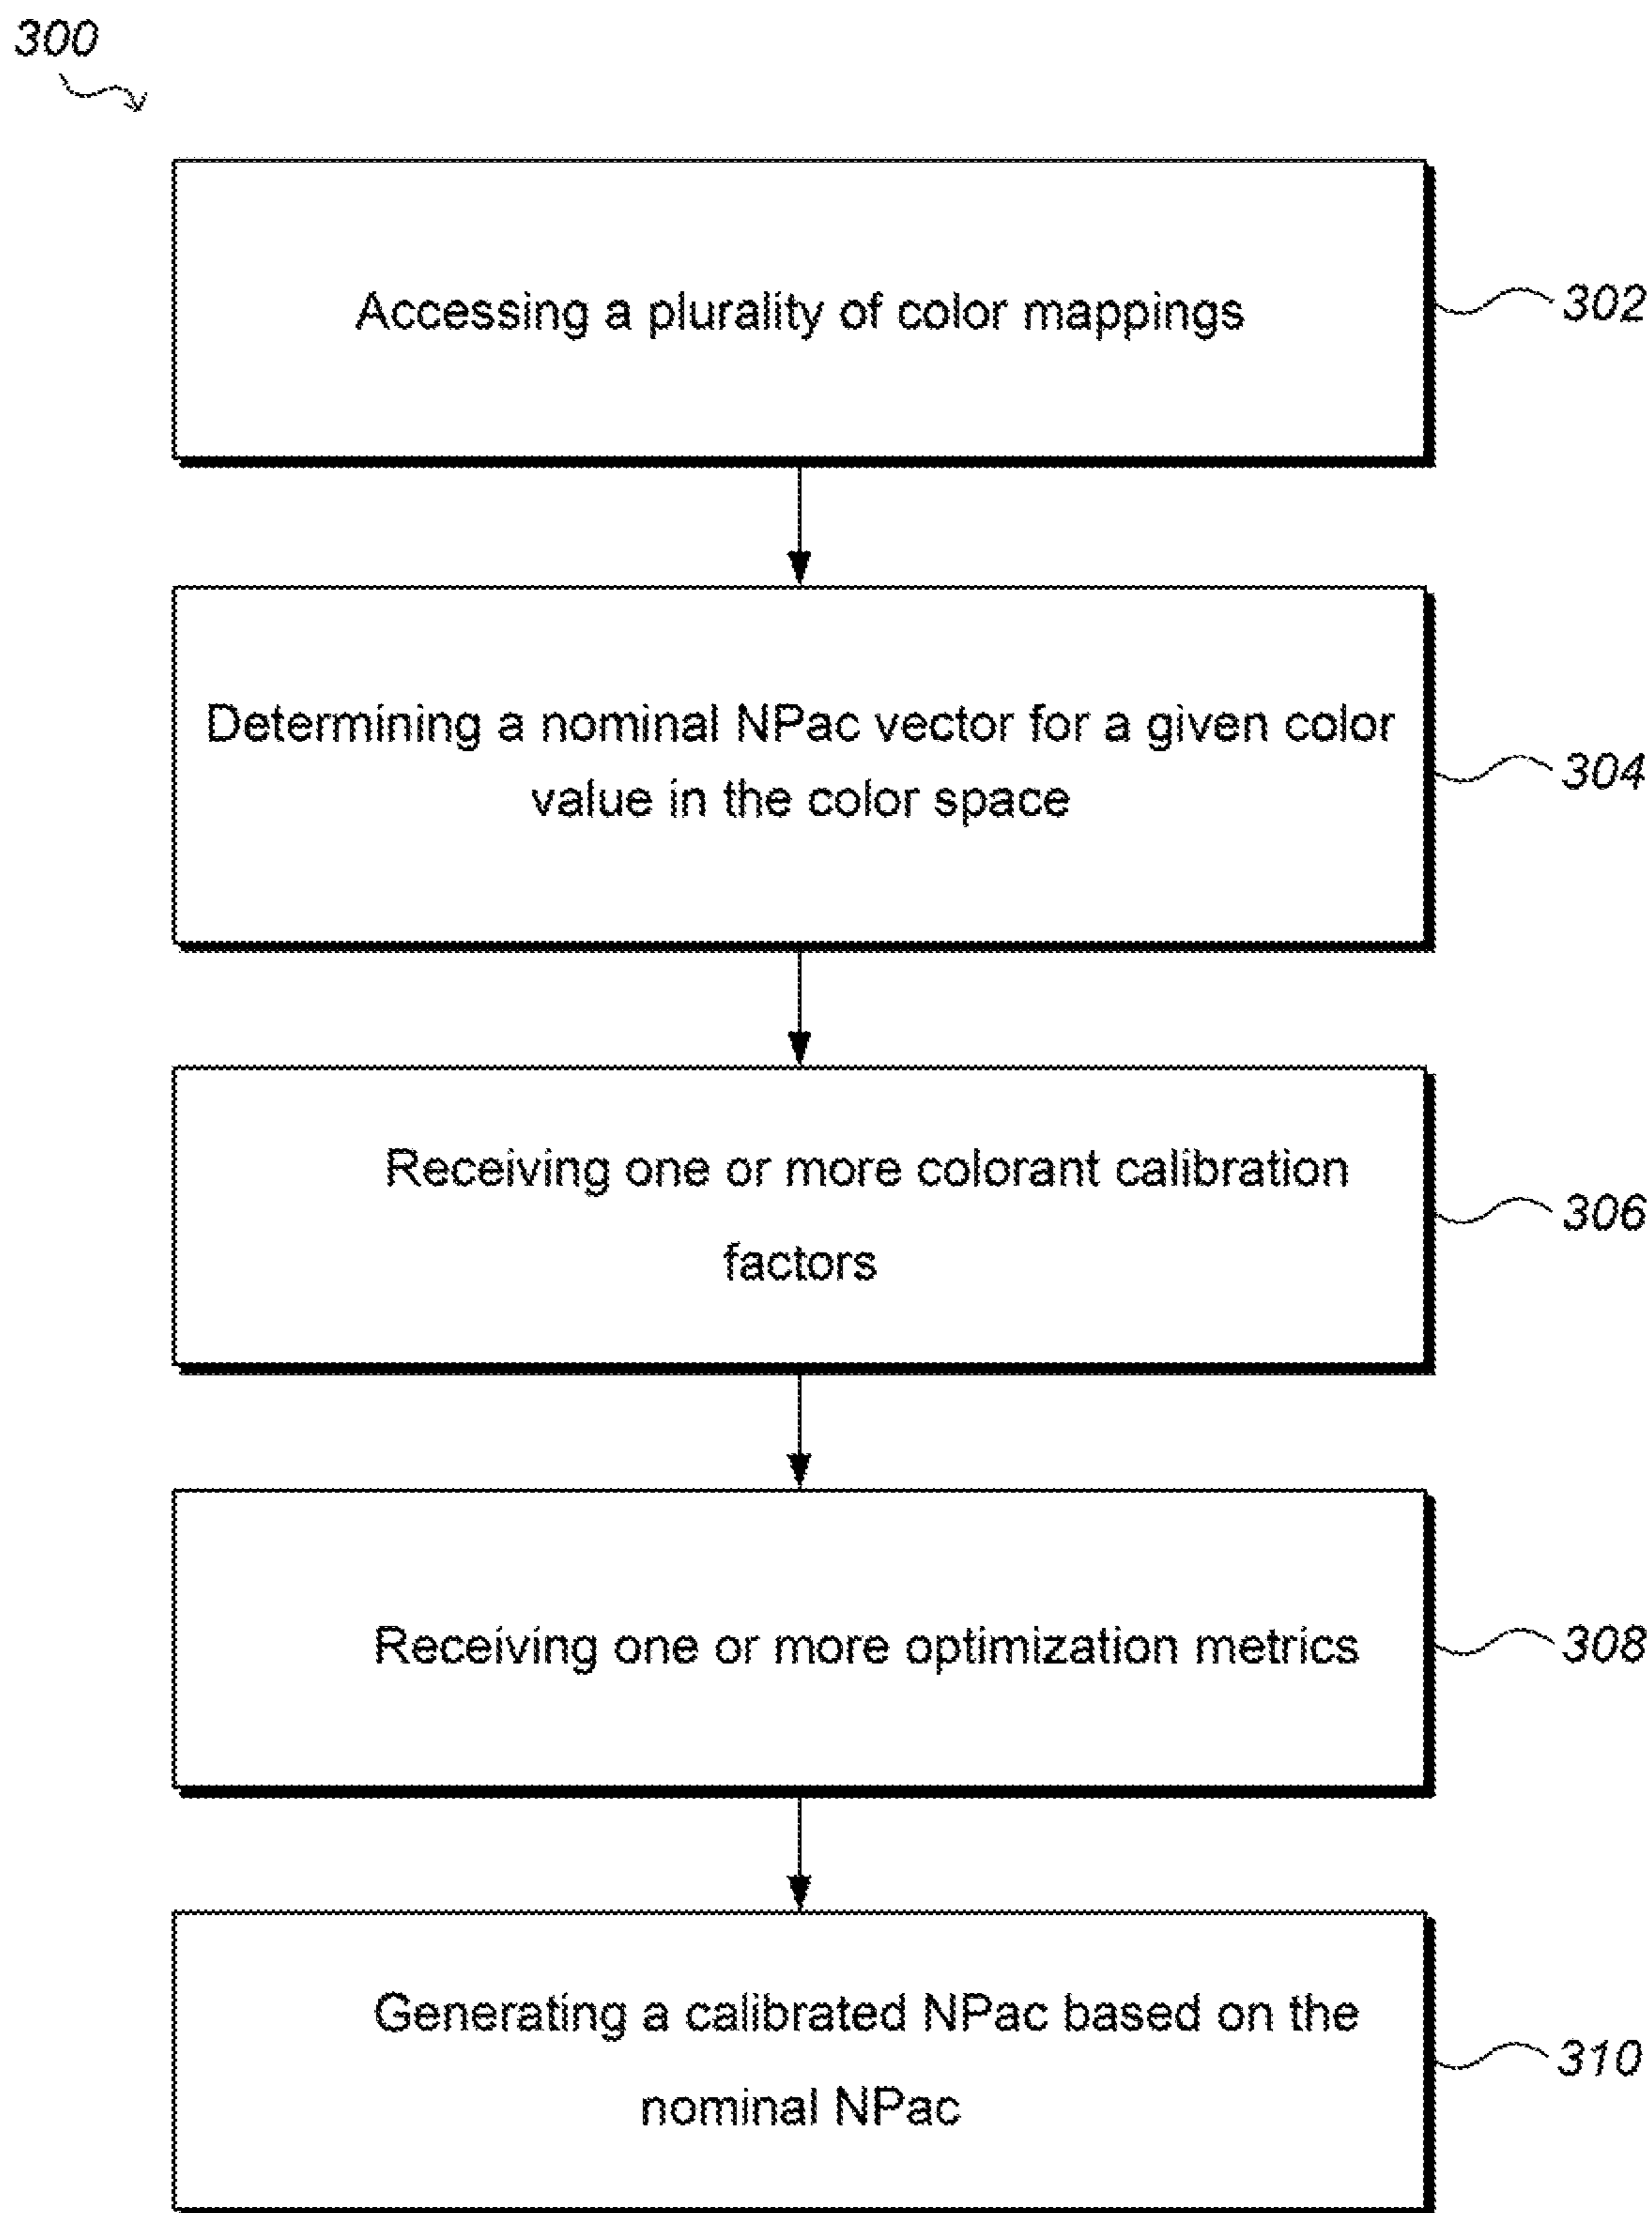 300
Accessing a plurality of color mappings
302
Determining a nominal NPac vector for a given color
value in the color space
304
Receiving one or more colorant calibration
factors
306
Receiving one or more optimization metrics
308
Generating a calibrated NPac based on the
nominal NPac
310